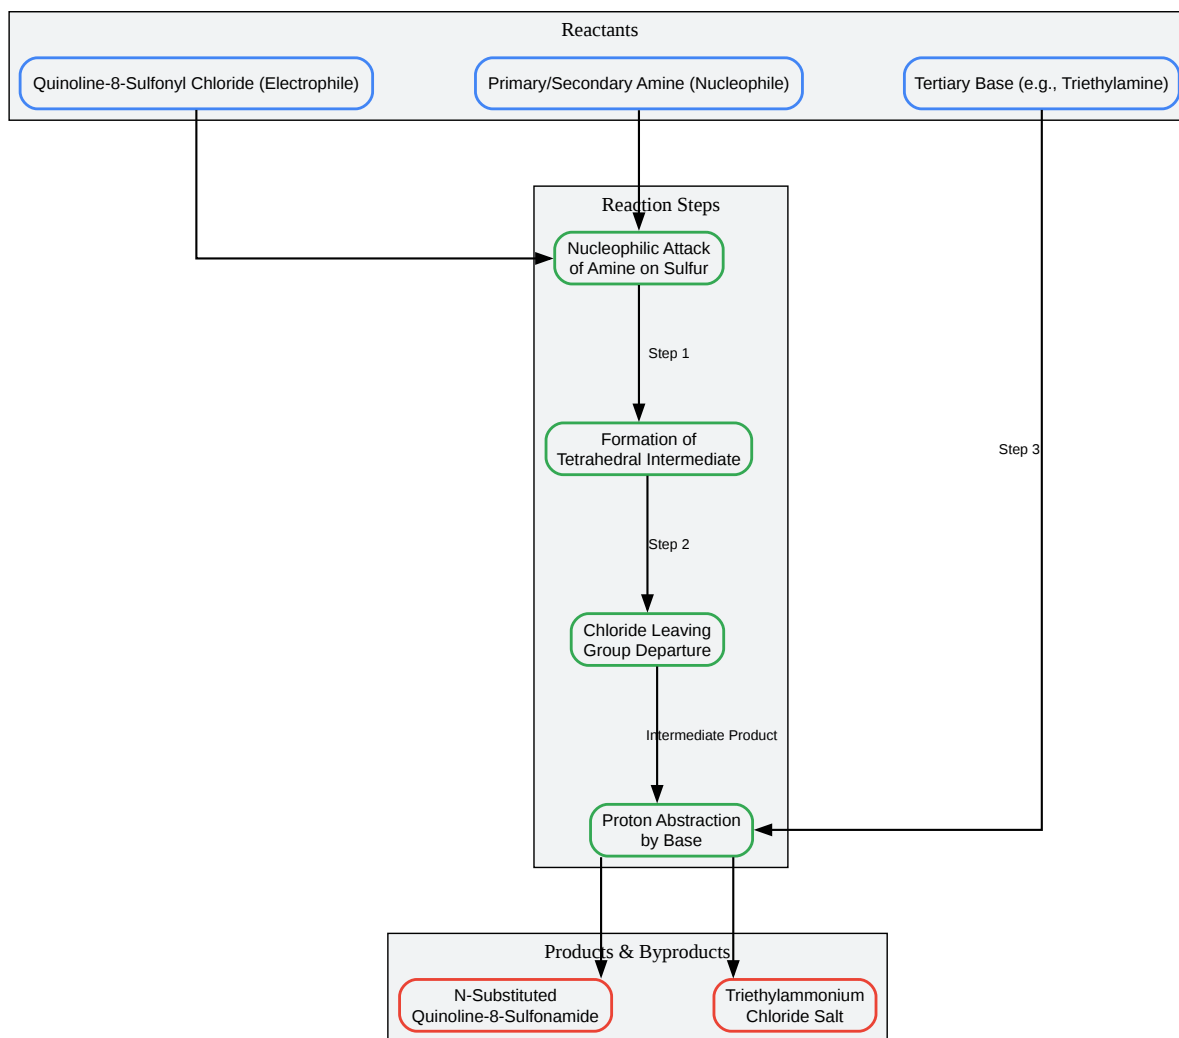 Reactants
Quinoline-8-Sulfonyl Chloride (Electrophile)
Primary/Secondary Amine (Nucleophile)
Tertiary Base (e.g., Triethylamine)
Reaction Steps
Nucleophilic Attack
of Amine on Sulfur
Step 1
Formation of
Tetrahedral Intermediate
Step 3
Step 2
Chloride Leaving
Group Departure
Intermediate Product
Proton Abstraction
by Base
Products & Byproducts
N-Substituted
Quinoline-8-Sulfonamide
Triethylammonium
Chloride Salt